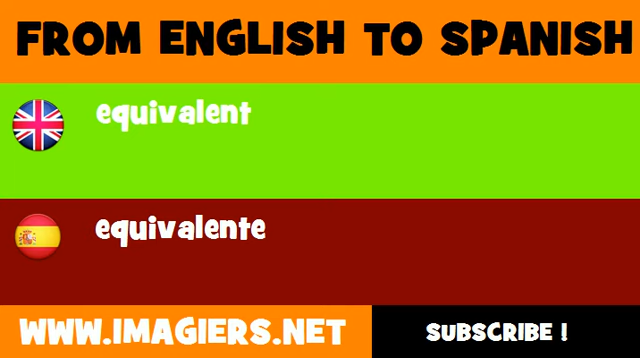 FROM ENGLISH TO SPANISH
equivalent
equivalente
WWW.IMAGIERS.NET
SUBSCRIBE !